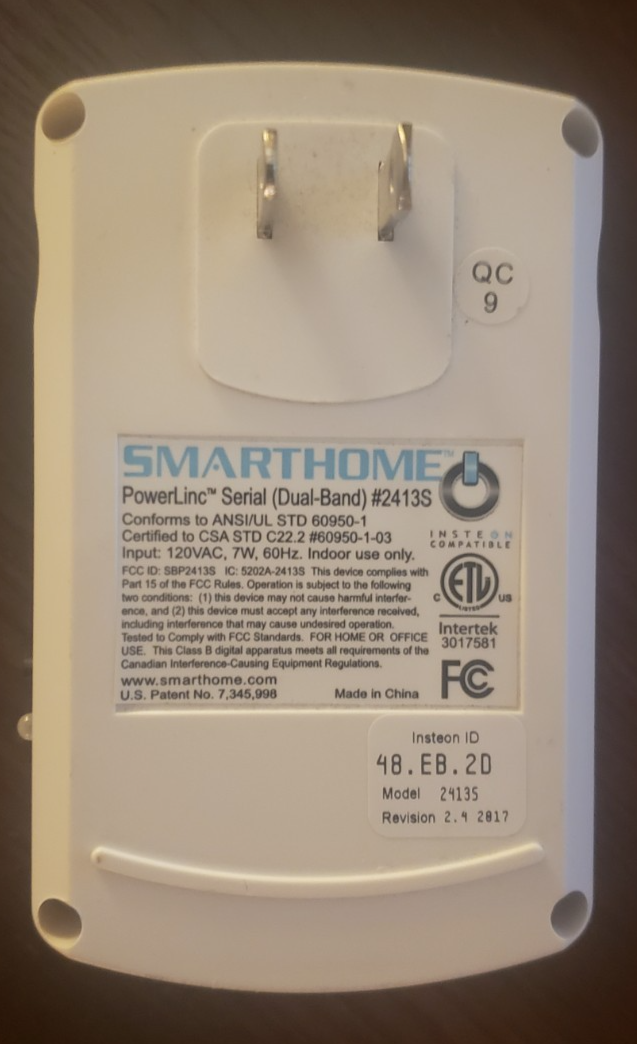 QC
9
SMARTHOME™
PowerLinc™ Serial (Dual-Band) #2413S
Conforms to ANSI/UL STD 60950-1
Certified to CSA STD C22.2 #60950-1-03
Input: 120VAC, 7W, 60Hz. Indoor use only.
FCC ID: SBP2413S IC: 5202A-2413S This device complies with
Part 15 of the FCC Rules. Operation is subject to the following
two conditions: (1) this device may not cause harmful interfer-
ence, and (2) this device must accept any interference received,
including interference that may cause undesired operation.
Tested to Comply with FCC Standards. FOR HOME OR OFFICE
USE. This Class B digital apparatus meets all requirements of the
Canadian Interference-Causing Equipment Regulations.
www.smarthome.com
U.S. Patent No. 7,345,998 Made in China
INSTEON
COMPATIBLE
C ETL US
LISTED
Intertek
3017581
FC
Insteon ID
48.EB.2D
Model 2413S
Revision 2.4 2817